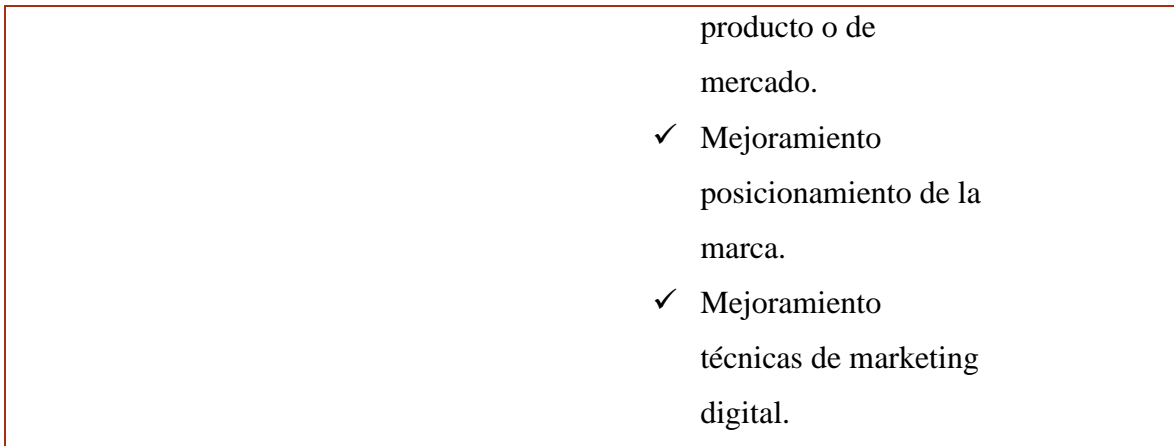 producto o de
mercado.
✓ Mejoramiento
posicionamiento de la
marca.
✓ Mejoramiento
técnicas de marketing
digital.